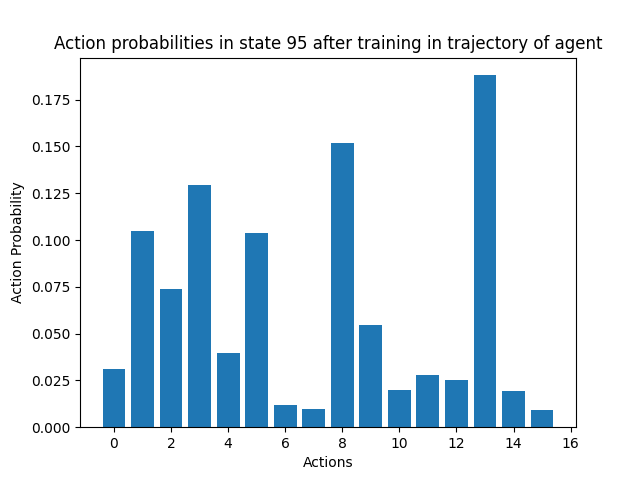 Action probabilities in state 95 after training in trajectory of agent
0.175
0.150
0.125
0.100
0.075
0.050
0.025
0.000
Action Probability
0 2 4 6 8 10 12 14 16
Actions